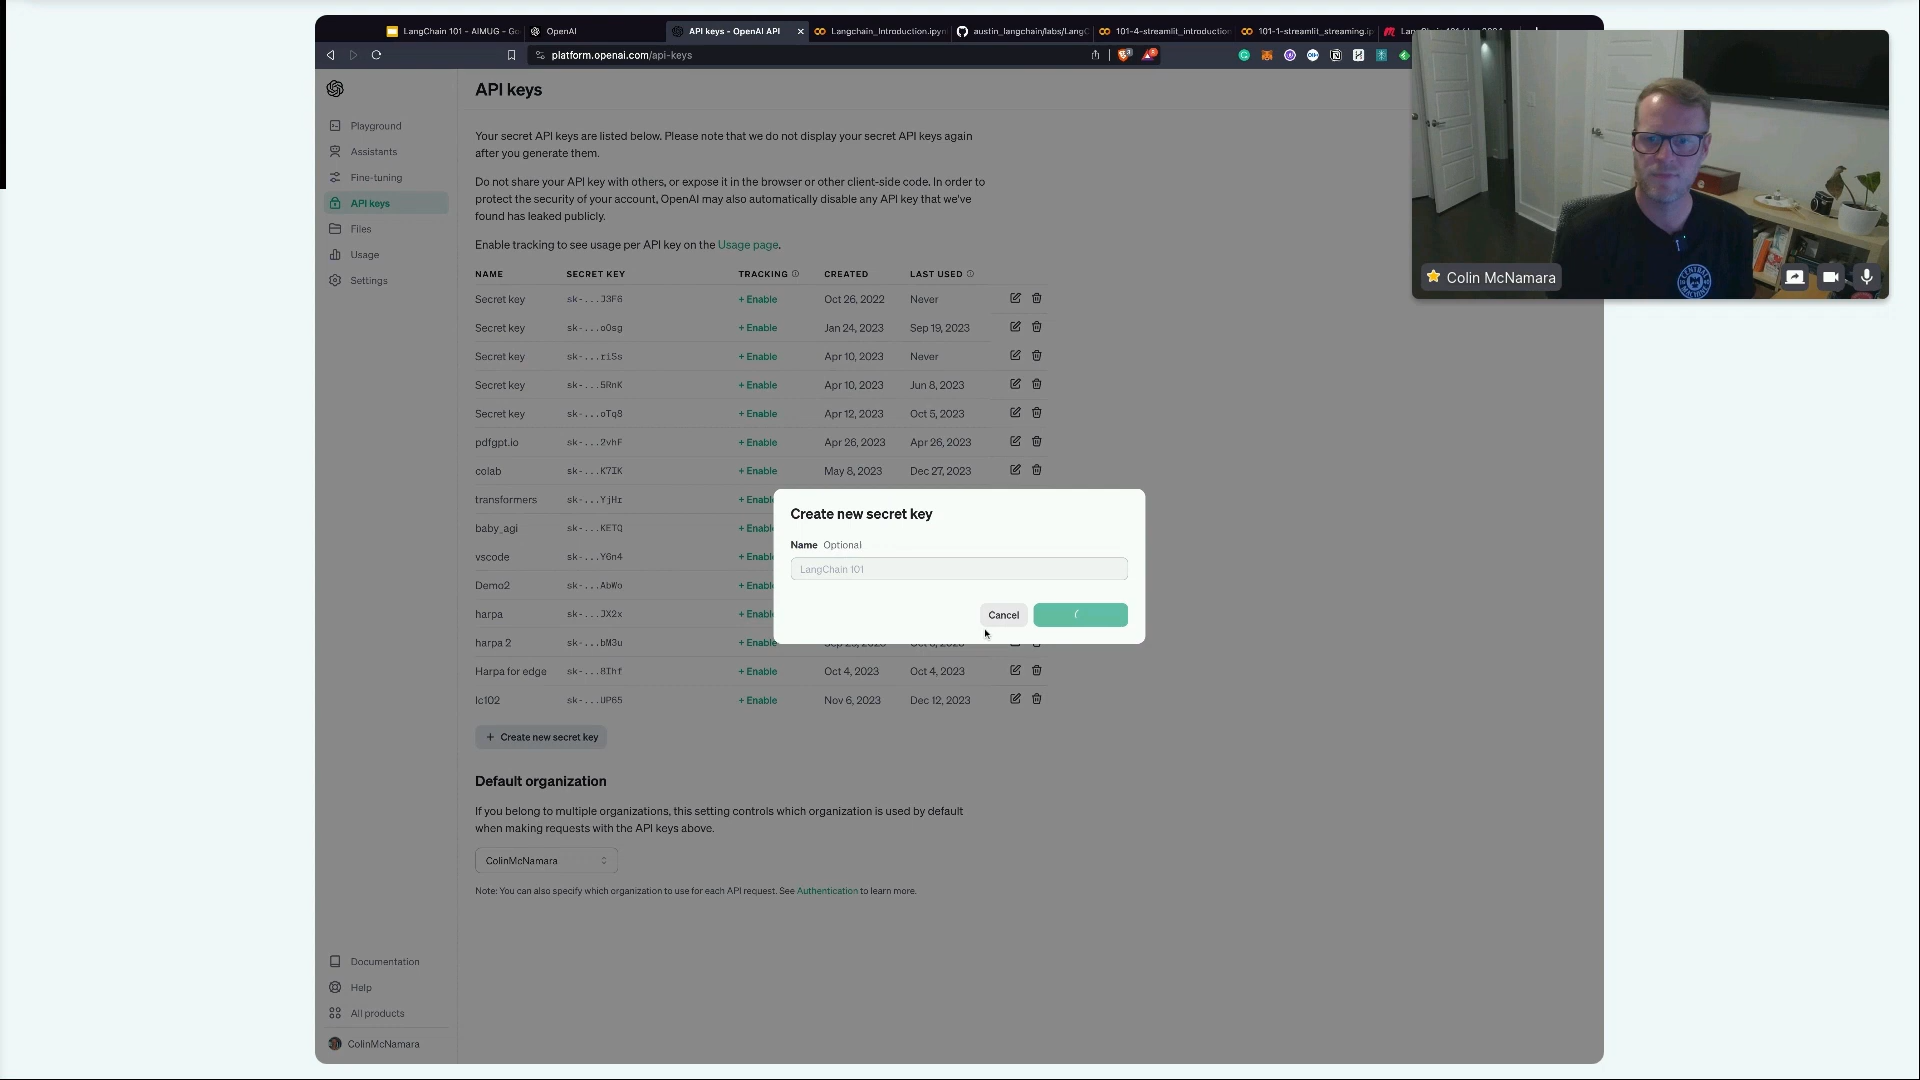 LangChain 101 - AIMUG - Go
OpenAI
API keys - OpenAI API
Langchain_Introduction.ipyn
austin_langchain/labs/LangC
101-4-streamlit_introduction
101-1-streamlit_streaming.ip
platform.openai.com/api-keys
API keys
Playground
Assistants
Fine-tuning
API keys
Files
Usage
Settings
Your secret API keys are listed below. Please note that we do not display your secret API keys again
after you generate them.
Do not share your API key with others, or expose it in the browser or other client-side code. In order to
protect the security of your account, OpenAI may also automatically disable any API key that we've
found has leaked publicly.
Enable tracking to see usage per API key on the Usage page.
NAME SECRET KEY TRACKING CREATED LAST USED
Secret key sk-...J3F6 + Enable Oct 26, 2022 Never
Secret key sk-...oOsg + Enable Jan 24, 2023 Sep 19, 2023
Secret key sk-...riSs + Enable Apr 10, 2023 Never
Secret key sk-...5RnK + Enable Apr 10, 2023 Jun 8, 2023
Secret key sk-...oTq8 + Enable Apr 12, 2023 Oct 5, 2023
pdfgpt.io sk-...2vhF + Enable Apr 26, 2023 Apr 26, 2023
colab sk-...K7IK + Enable May 8, 2023 Dec 27, 2023
transformers sk-...YjHr + Enable
baby_agi sk-...KETQ + Enable
vscode sk-...Y6n4 + Enable
Demo2 sk-...AbWo + Enable
harpa sk-...JX2x + Enable
harpa 2 sk-...bM3u + Enable
Harpa for edge sk-...8Ihf + Enable Oct 4, 2023 Oct 4, 2023
lc102 sk-...UP65 + Enable Nov 6, 2023 Dec 12, 2023
Create new secret key
Name Optional
LangChain 101
Cancel
+ Create new secret key
Default organization
If you belong to multiple organizations, this setting controls which organization is used by default
when making requests with the API keys above.
ColinMcNamara
Note: You can also specify which organization to use for each API request. See Authentication to learn more.
Documentation
Help
All products
ColinMcNamara
Colin McNamara